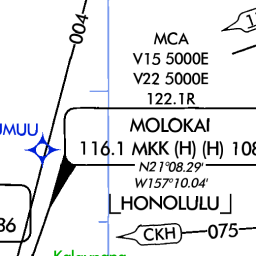 004
MCA
V15 5000E
V22 5000E
122.1R
UMUU
MOLOKAI
116.1 MKK (H) (H) 108
N21°08.29'
W157°10.04'
HONOLULU
36
CKH 075